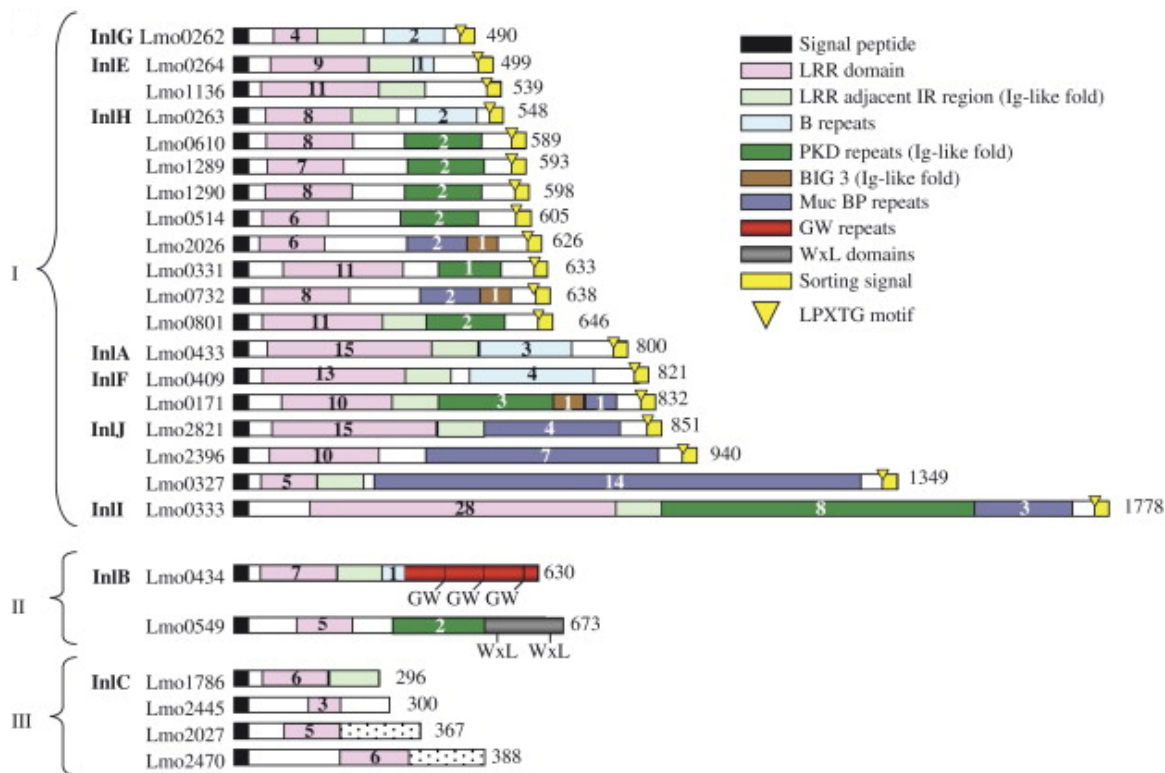 InlG Lmo0262 4 2 490
InlE Lmo0264 9 1 499
Lmo1136 11 539
InlH Lmo0263 8 2 548
Lmo0610 8 2 589
Lmo1289 7 2 593
Lmo1290 8 2 598
Lmo0514 6 2 605
Lmo2026 6 2 1 626
I Lmo0331 11 1 633
Lmo0732 8 2 1 638
Lmo0801 11 2 646
InlA Lmo0433 15 3 800
InlF Lmo0409 13 4 821
Lmo0171 10 3 1 1 832
InlJ Lmo2821 15 4 851
Lmo2396 10 7 940
Lmo0327 5 14 1349
InlI Lmo0333 28 8 3 1778
Signal peptide
LRR domain
LRR adjacent IR region (Ig-like fold)
B repeats
PKD repeats (Ig-like fold)
BIG 3 (Ig-like fold)
Muc BP repeats
GW repeats
WxL domains
Sorting signal
LPXTG motif
InlB Lmo0434 7 1 630
GW GW GW
II
Lmo0549 5 2 673
WxL WxL
InlC Lmo1786 6 296
Lmo2445 3 300
III
Lmo2027 5 367
Lmo2470 6 388